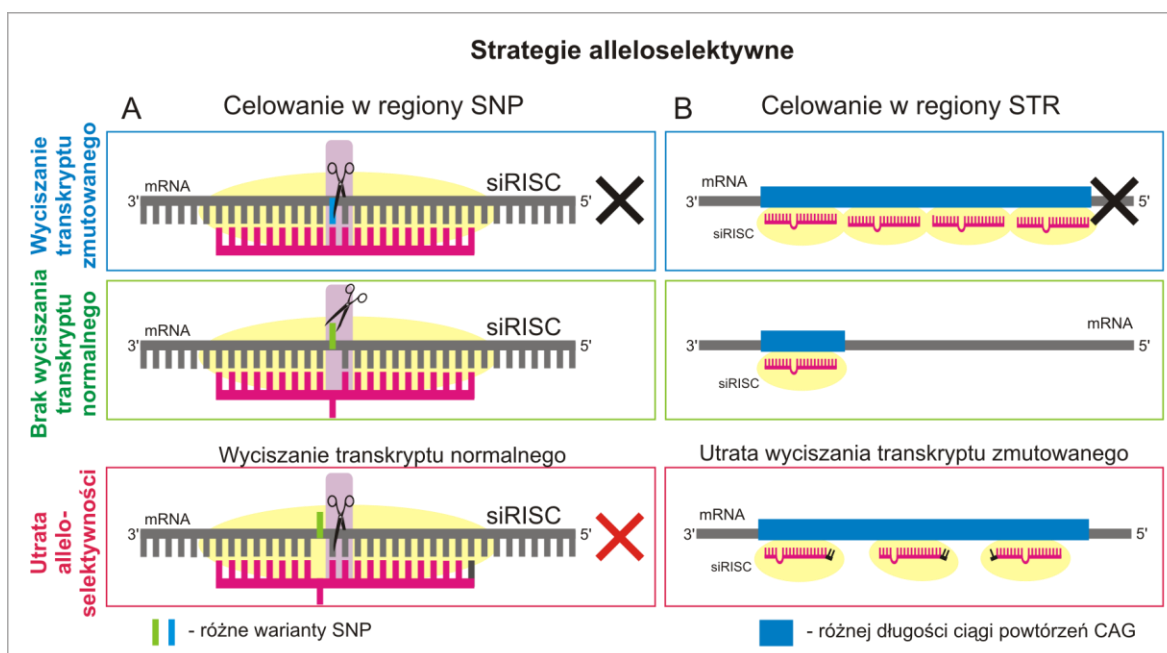 Strategie alleloselektywne
A
Celowanie w regiony SNP
B
Celowanie w regiony STR
Wyciszanie
transkryptu
zmutowanego
3'
mRNA
siRISC
5'
mRNA
3'
5'
siRISC
Brak wyciszania
transkryptu
normalnego
3'
mRNA
siRISC
5'
mRNA
3'
5'
siRISC
Utrata
allelo-
selektywności
Wyciszanie transkryptu normalnego
3'
mRNA
siRISC
5'
Utrata wyciszania transkryptu zmutowanego
mRNA
3'
5'
siRISC
- różne warianty SNP
- różnej długości ciągi powtórzeń CAG